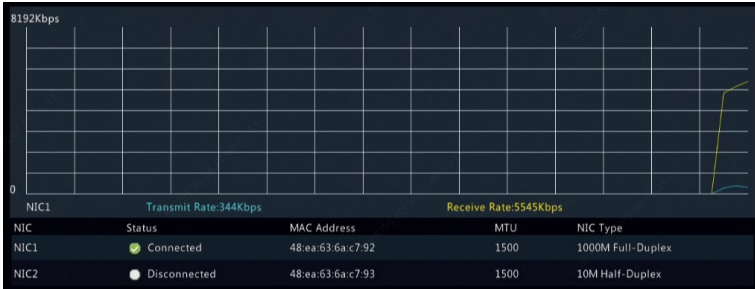 8192Kbps
0
NIC1 Transmit Rate:344Kbps Receive Rate:5545Kbps
NIC Status MAC Address MTU NIC Type
NIC1 Connected 48:ea:63:6a:c7:92 1500 1000M Full-Duplex
NIC2 Disconnected 48:ea:63:6a:c7:93 1500 10M Half-Duplex